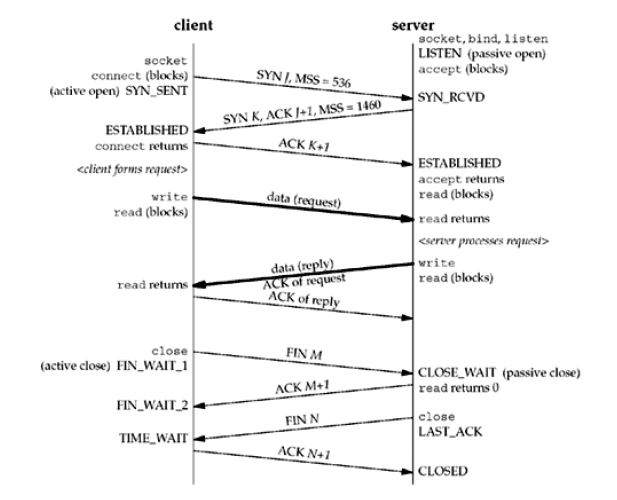 client
server
socket, bind, listen
LISTEN (passive open)
accept (blocks)
socket
connect (blocks)
(active open) SYN_SENT
SYN J, MSS = 536
SYN_RCVD
SYN K, ACK J+1, MSS = 1460
ESTABLISHED
connect returns
ACK K+1
<client forms request>
ESTABLISHED
accept returns
read (blocks)
write
read (blocks)
data (request)
read returns
<server processes request>
write
read (blocks)
data (reply)
ACK of request
read returns
ACK of reply
close
(active close) FIN_WAIT_1
FIN M
CLOSE_WAIT (passive close)
read returns 0
ACK M+1
FIN_WAIT_2
close
LAST_ACK
FIN N
TIME_WAIT
ACK N+1
CLOSED